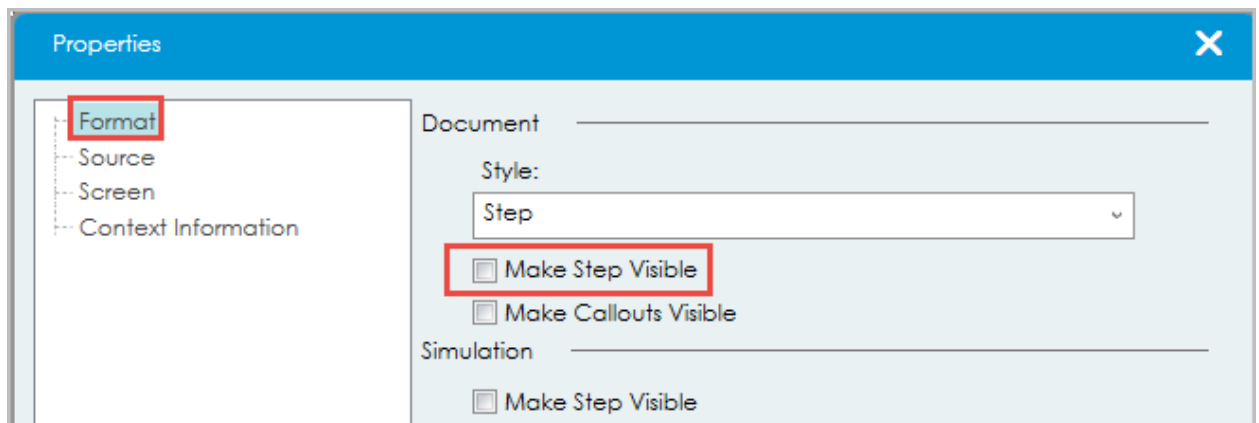 Properties
Format
Source
Screen
Context Information
Document
Style:
Step
Make Step Visible
Make Callouts Visible
Simulation
Make Step Visible